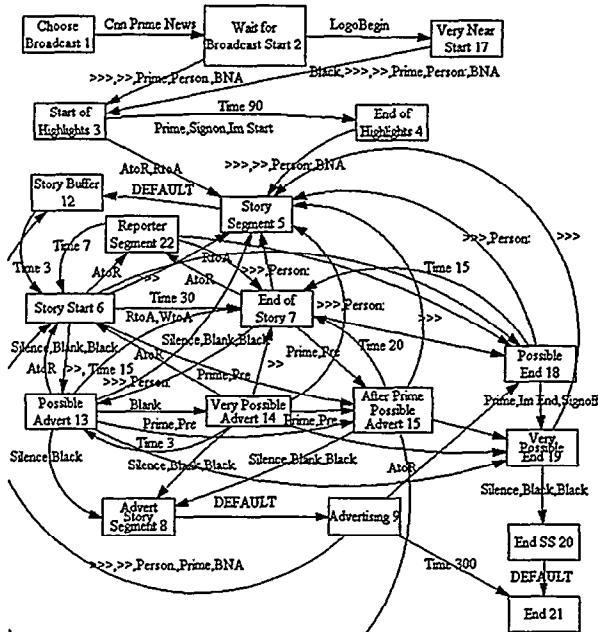 Choose
Broadcast 1
Cnn Prime News
Wait for
Broadcast Start 2
LogoBegin
Very Near
Start 17
>>>,>>,Prime,Person,BNA
Black,>>>,>>,Prime,Person:,BNA
Start of
Highlights 3
Time 90
Prime,Signon,Im Start
End of
Highlights 4
AtoR,RtoA
>>>,>>,Person:,BNA
Story Buffer
12
DEFAULT
Story
Segment 5
Reporter
Segment 22
Time 7
RtoA
>>>,Person:
>>>
Time 3
AtoR
>>>
AtoR
>>>,Person:
Time 15
Story Start 6
Time 30
RtoA, WtoA
End of
Story 7
>>>,Person:
>>>
Silence,Blank,Black
Silence,Blank,Black
Time 20
AtoR
>>, Time 15
AtoR
Prime,Pre
Possible
End 18
>>>,Person:
Prime,Pre
>>
Possible
Advert 13
Blank
Very Possible
Advert 14
After Prime
Possible
Advert 15
Prime,Im End,Signoff
Prime,Pre
Prime,Pre
Very
Possible
End 19
Time 3
Silence,Black
Silence,Blank,Black
Silence,Blank,Black
AtoR
Silence,Black,Black
Advert
Story
Segment 8
DEFAULT
Advertising 9
End SS 20
>>>,>>,Person,Prime,BNA
Time 300
DEFAULT
End 21